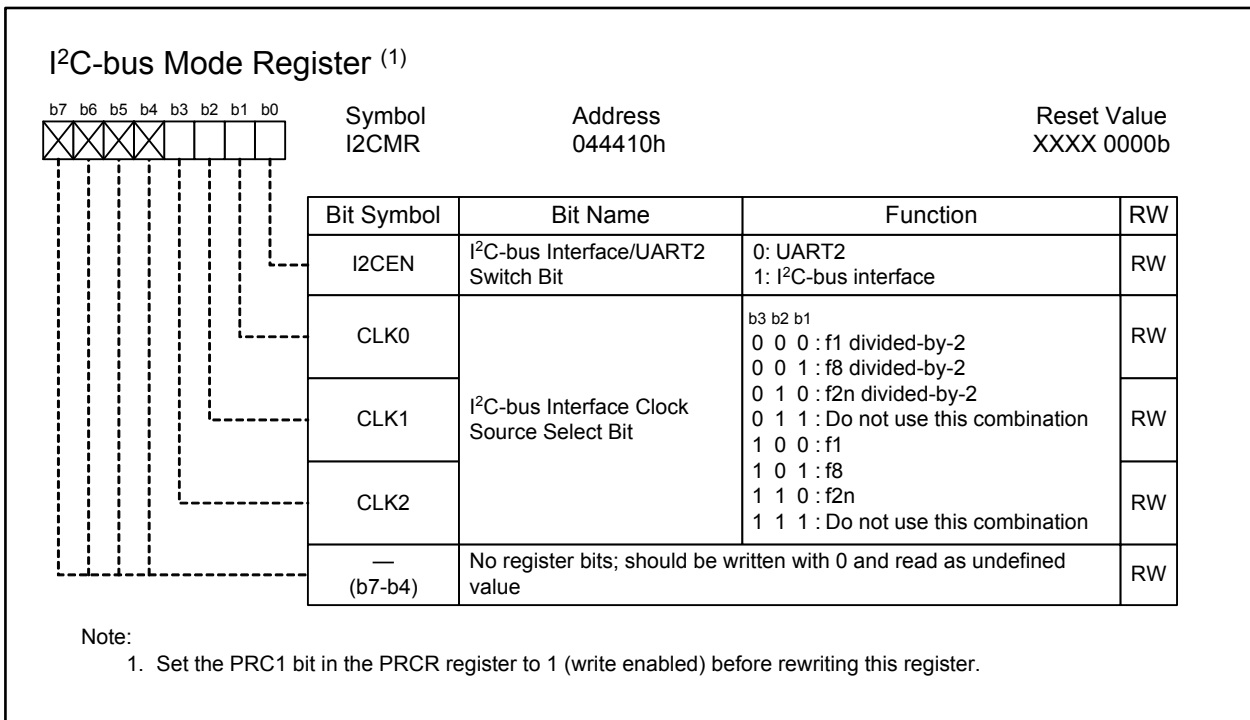 I²C-bus Mode Register (1)
b7 b6 b5 b4 b3 b2 b1 b0
Symbol Address Reset Value
I2CMR 044410h XXXX 0000b
Bit Symbol Bit Name Function RW
I2CEN I²C-bus Interface/UART2 Switch Bit 0: UART2 RW
1: I²C-bus interface
CLK0 RW
CLK1 RW
CLK2 RW
I²C-bus Interface Clock
Source Select Bit
b3 b2 b1
0 0 0 : f1 divided-by-2
0 0 1 : f8 divided-by-2
0 1 0 : f2n divided-by-2
0 1 1 : Do not use this combination
1 0 0 : f1
1 0 1 : f8
1 1 0 : f2n
1 1 1 : Do not use this combination
—
(b7-b4)
No register bits; should be written with 0 and read as undefined
value
RW
Note:
1. Set the PRC1 bit in the PRCR register to 1 (write enabled) before rewriting this register.